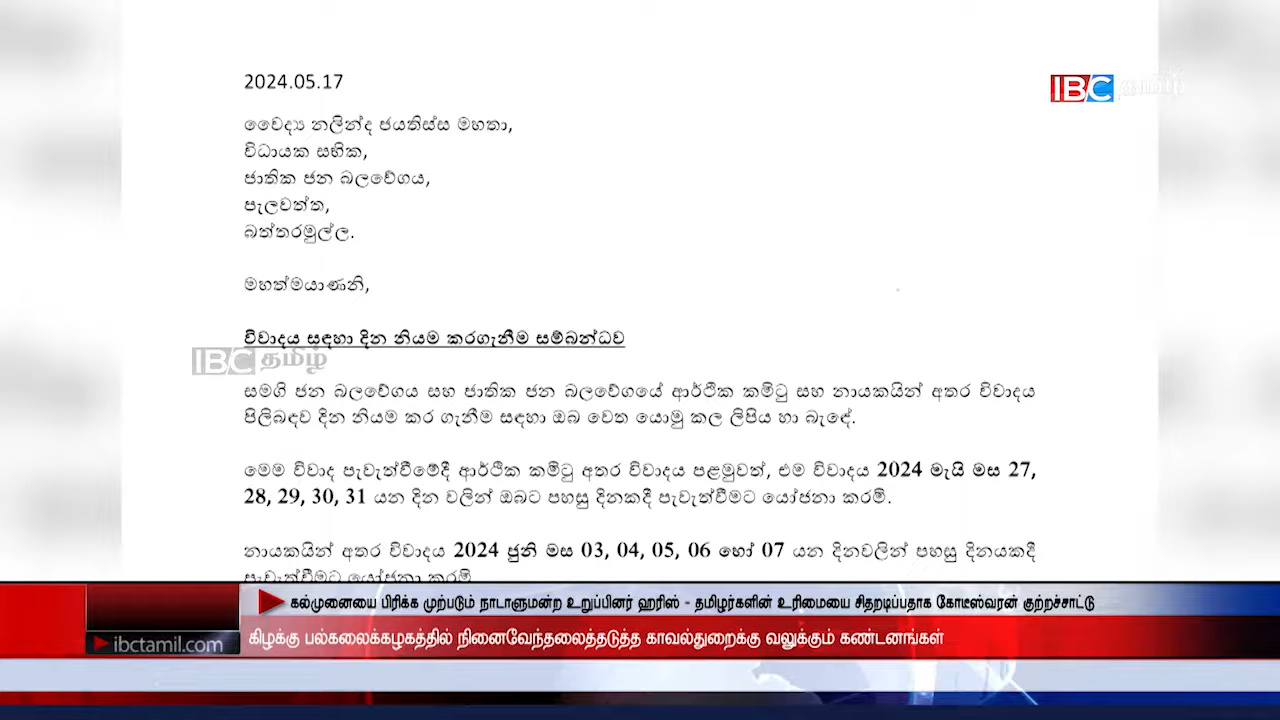 2024.05.17
IBC தமிழ்
වෛද්‍ය නලින්ද ජයතිස්ස මහතා,
විධායක සභික,
ජාතික ජන බලවේගය,
පැලවත්ත,
බත්තරමුල්ල.
මහත්මයාණනි,
විවාදය සඳහා දින නියම කරගැනීම සම්බන්ධව
IBC தமிழ்
සමගි ජන බලවේගය සහ ජාතික ජන බලවේගයේ ආර්ථික කමිටු සහ නායකයින් අතර විවාදය
පිලිබඳව දින නියම කර ගැනීම සඳහා ඔබ වෙත යොමු කල ලිපිය හා බැඳේ.
මෙම විවාද පැවැත්වීමේදී ආර්ථික කමිටු අතර විවාදය පළමුවත්, එම විවාදය 2024 මැයි මස 27,
28, 29, 30, 31 යන දින වලින් ඔබට පහසු දිනකදී පැවැත්වීමට යෝජනා කරමි.
නායකයින් අතර විවාදය 2024 ජුනි මස 03, 04, 05, 06 හෝ 07 යන දිනවලින් පහසු දිනයකදී
පැවැත්වීමට යෝජනා කරමි
கல்முனையை பிரிக்க முற்படும் நாடாளுமன்ற உறுப்பினர் ஹரிஸ் - தமிழர்களின் உரிமையை சிதறடிப்பதாக கோடீஸ்வரன் குற்றச்சாட்டு
ibctamil.com
கிழக்கு பல்கலைக்கழகத்தில் நினைவேந்தலைத்தடுத்த காவல்துறைக்கு வலுக்கும் கண்டனங்கள்